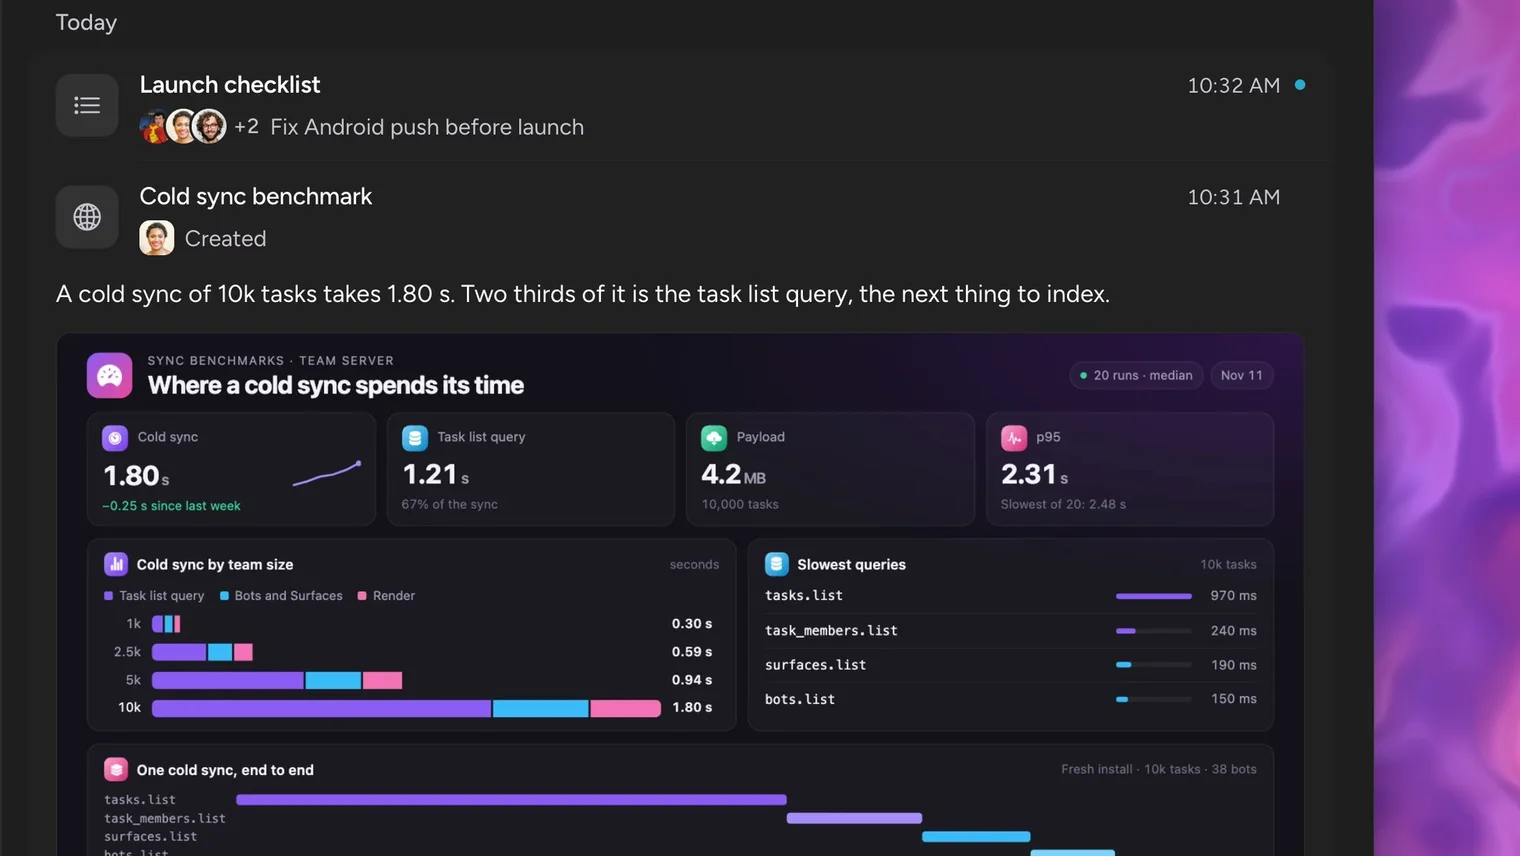 Today
Launch checklist
10:32 AM
+2 Fix Android push before launch
Cold sync benchmark
10:31 AM
Created
A cold sync of 10k tasks takes 1.80 s. Two thirds of it is the task list query, the next thing to index.
SYNC BENCHMARKS · TEAM SERVER
Where a cold sync spends its time
20 runs · median
Nov 11
Cold sync
1.80 s
−0.25 s since last week
Task list query
1.21 s
67% of the sync
Payload
4.2 MB
10,000 tasks
p95
2.31 s
Slowest of 20: 2.48 s
Cold sync by team size
seconds
Task list query
Bots and Surfaces
Render
1k 0.30 s
2.5k 0.59 s
5k 0.94 s
10k 1.80 s
Slowest queries
10k tasks
tasks.list 970 ms
task_members.list 240 ms
surfaces.list 190 ms
bots.list 150 ms
One cold sync, end to end
Fresh install · 10k tasks · 38 bots
tasks.list
task_members.list
surfaces.list
bots.list